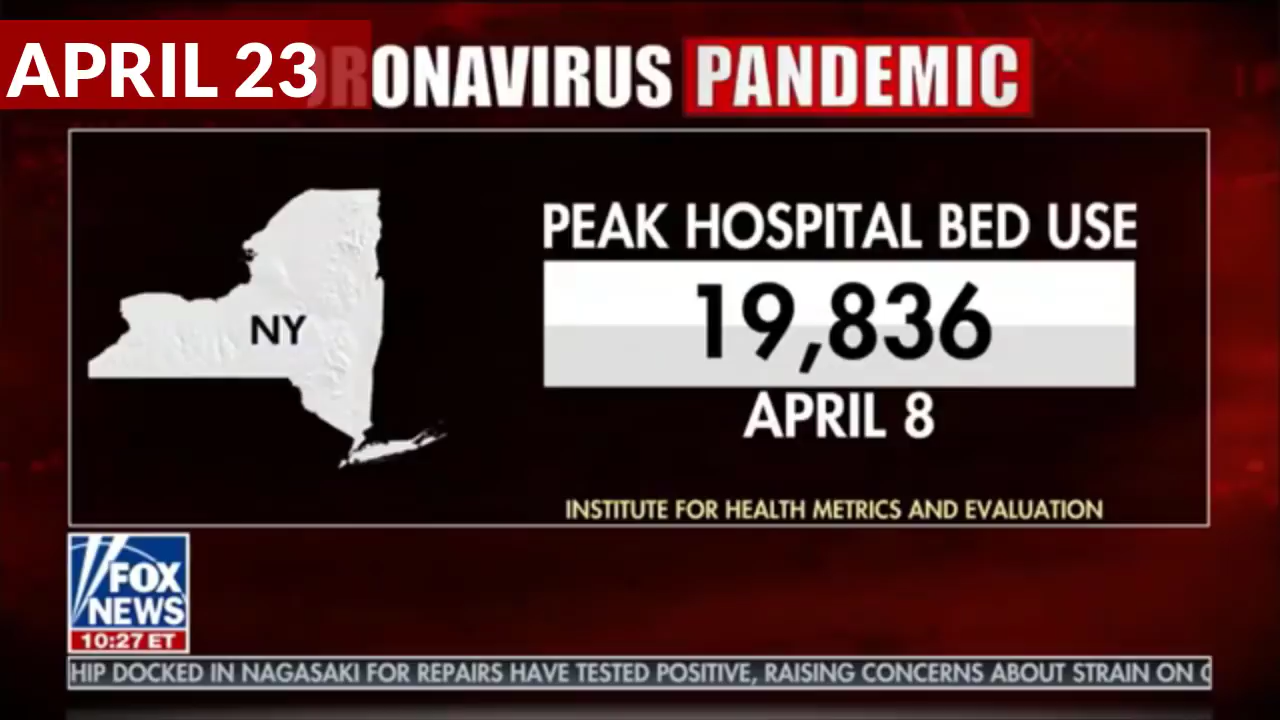 APRIL 23
RONAVIRUS PANDEMIC
PEAK HOSPITAL BED USE
NY
19,836
APRIL 8
INSTITUTE FOR HEALTH METRICS AND EVALUATION
FOX
NEWS
10:27 ET
HIP DOCKED IN NAGASAKI FOR REPAIRS HAVE TESTED POSITIVE, RAISING CONCERNS ABOUT STRAIN ON